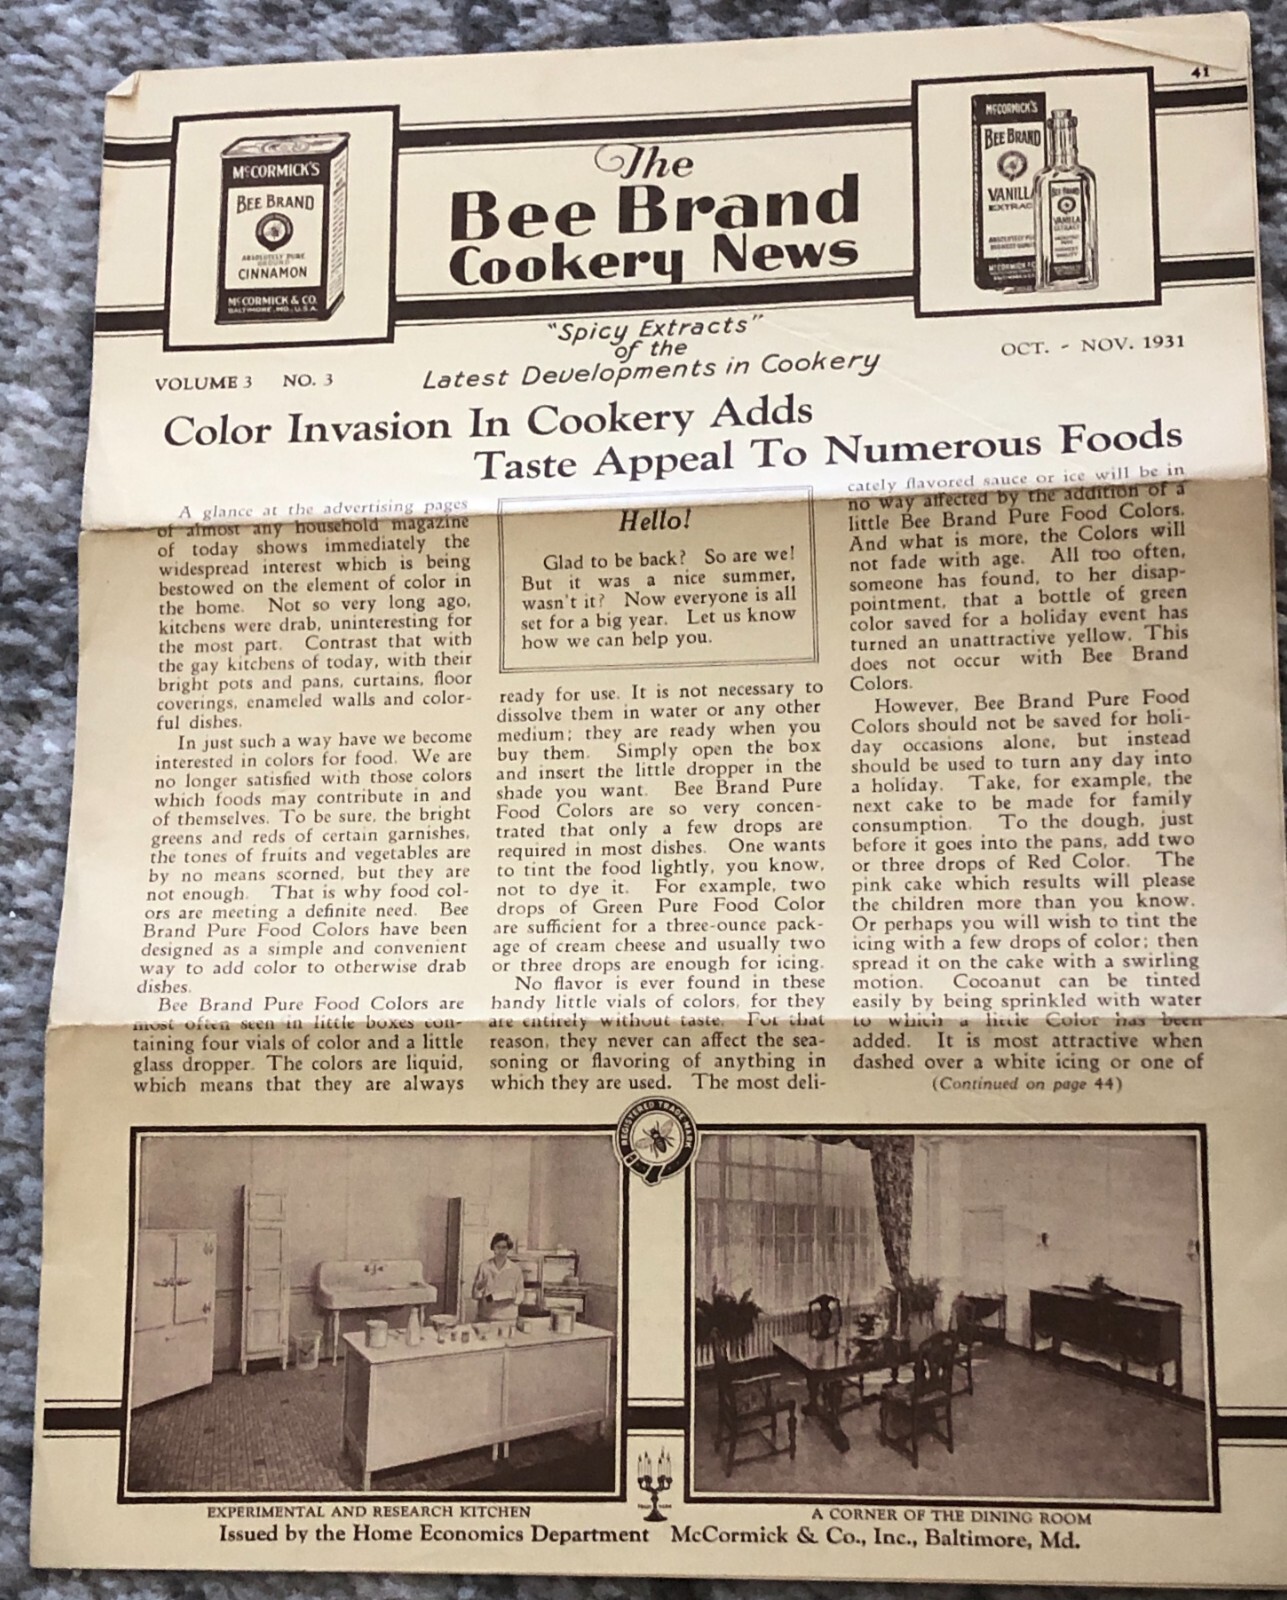 41
McCORMICK'S
BEE BRAND
ABSOLUTELY PURE
GROUND
CINNAMON
McCORMICK & CO.
BALTIMORE, MD., U.S.A.
The
Bee Brand
Cookery News
McCORMICK'S
BEE BRAND
VANILLA
EXTRACT
BEE BRAND
VANILLA
EXTRACT
"Spicy Extracts"
of the
Latest Developments in Cookery
VOLUME 3 NO. 3
OCT. - NOV. 1931
Color Invasion In Cookery Adds
Taste Appeal To Numerous Foods
A glance at the advertising pages
of almost any household magazine
of today shows immediately the
widespread interest which is being
bestowed on the element of color in
the home. Not so very long ago,
kitchens were drab, uninteresting for
the most part. Contrast that with
the gay kitchens of today, with their
bright pots and pans, curtains, floor
coverings, enameled walls and color-
ful dishes.
In just such a way have we become
interested in colors for food. We are
no longer satisfied with those colors
which foods may contribute in and
of themselves. To be sure, the bright
greens and reds of certain garnishes,
the tones of fruits and vegetables are
by no means scorned, but they are
not enough. That is why food col-
ors are meeting a definite need. Bee
Brand Pure Food Colors have been
designed as a simple and convenient
way to add color to otherwise drab
dishes.
Bee Brand Pure Food Colors are
most often seen in little boxes con-
taining four vials of color and a little
glass dropper. The colors are liquid,
which means that they are always
Hello!
Glad to be back? So are we!
But it was a nice summer,
wasn't it? Now everyone is all
set for a big year. Let us know
how we can help you.
ready for use. It is not necessary to
dissolve them in water or any other
medium; they are ready when you
buy them. Simply open the box
and insert the little dropper in the
shade you want. Bee Brand Pure
Food Colors are so very concen-
trated that only a few drops are
required in most dishes. One wants
to tint the food lightly, you know,
not to dye it. For example, two
drops of Green Pure Food Color
are sufficient for a three-ounce pack-
age of cream cheese and usually two
or three drops are enough for icing.
No flavor is ever found in these
handy little vials of colors, for they
are entirely without taste. For that
reason, they never can affect the sea-
soning or flavoring of anything in
which they are used. The most deli-
cately flavored sauce or ice will be in
no way affected by the addition of a
little Bee Brand Pure Food Colors.
And what is more, the Colors will
not fade with age. All too often,
someone has found, to her disap-
pointment, that a bottle of green
color saved for a holiday event has
turned an unattractive yellow. This
does not occur with Bee Brand
Colors.
However, Bee Brand Pure Food
Colors should not be saved for holi-
day occasions alone, but instead
should be used to turn any day into
a holiday. Take, for example, the
next cake to be made for family
consumption. To the dough, just
before it goes into the pans, add two
or three drops of Red Color. The
pink cake which results will please
the children more than you know.
Or perhaps you will wish to tint the
icing with a few drops of color; then
spread it on the cake with a swirling
motion. Cocoanut can be tinted
easily by being sprinkled with water
to which a little Color has been
added. It is most attractive when
dashed over a white icing or one of
(Continued on page 44)
REGISTERED TRADE MARK
EXPERIMENTAL AND RESEARCH KITCHEN
A CORNER OF THE DINING ROOM
Issued by the Home Economics Department McCormick & Co., Inc., Baltimore, Md.